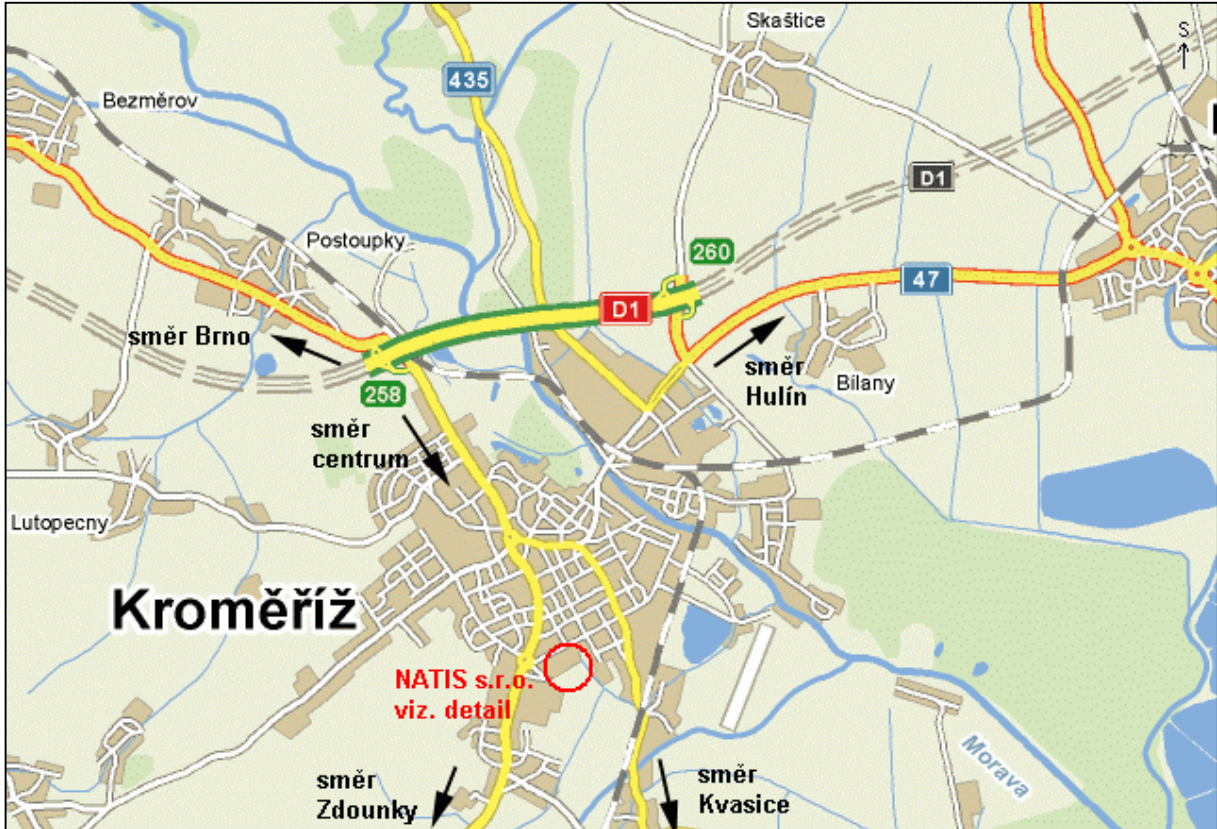 Skaštice
S
435
Bezměrov
D1
Postoupky
260
47
D1
směr Brno
směr
Hulín
Bílany
258
směr
centrum
Lutopecny
Kroměříž
NATIS s.r.o.
viz. detail
Morava
směr
Zdounky
směr
Kvasice